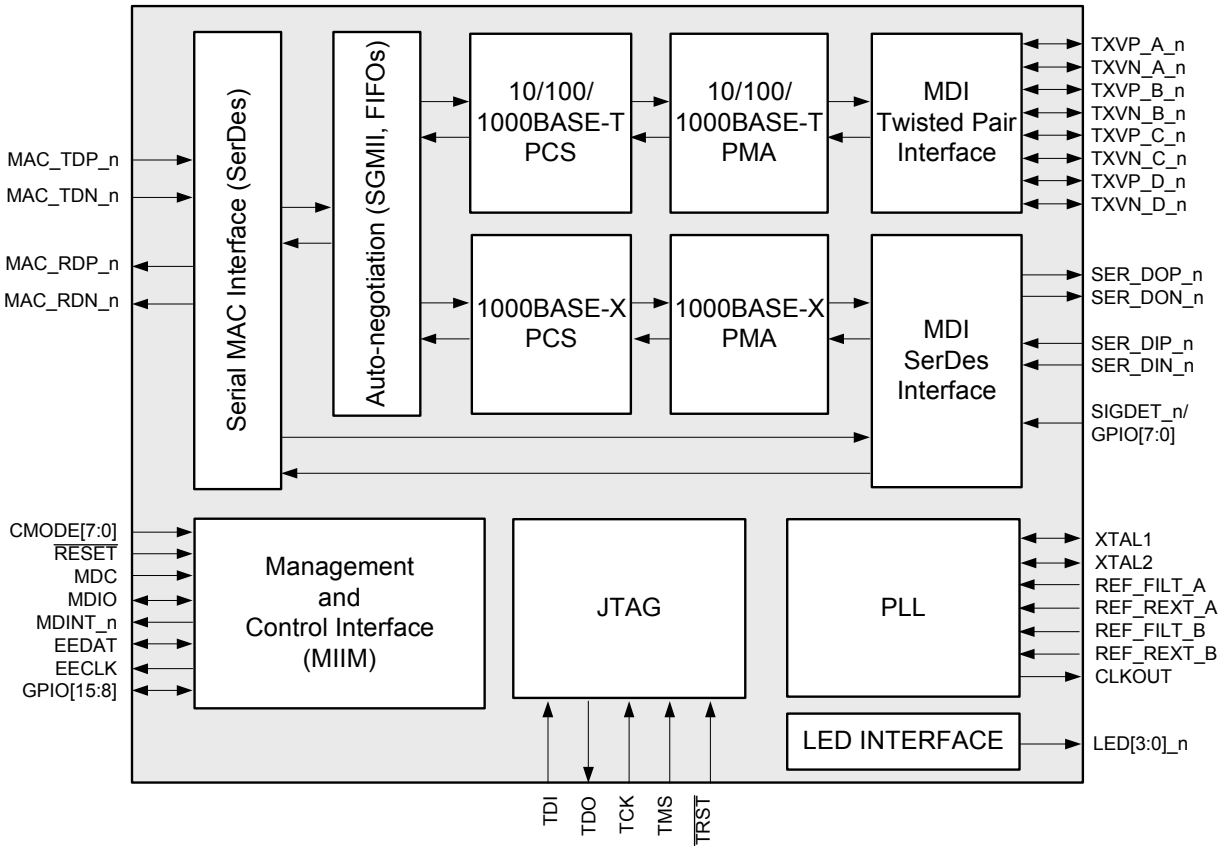 MAC_TDP_n
MAC_TDN_n
MAC_RDP_n
MAC_RDN_n
Serial MAC Interface (SerDes)
Auto-negotiation (SGMII, FIFOs)
10/100/
1000BASE-T
PCS
10/100/
1000BASE-T
PMA
MDI
Twisted Pair
Interface
TXVP_A_n
TXVN_A_n
TXVP_B_n
TXVN_B_n
TXVP_C_n
TXVN_C_n
TXVP_D_n
TXVN_D_n
1000BASE-X
PCS
1000BASE-X
PMA
MDI
SerDes
Interface
SER_DOP_n
SER_DON_n
SER_DIP_n
SER_DIN_n
SIGDET_n/
GPIO[7:0]
CMODE[7:0]
RESET
MDC
MDIO
MDINT_n
EEDAT
EECLK
GPIO[15:8]
Management
and
Control Interface
(MIIM)
JTAG
PLL
XTAL1
XTAL2
REF_FILT_A
REF_REXT_A
REF_FILT_B
REF_REXT_B
CLKOUT
LED INTERFACE
LED[3:0]_n
TDI
TDO
TCK
TMS
TRST